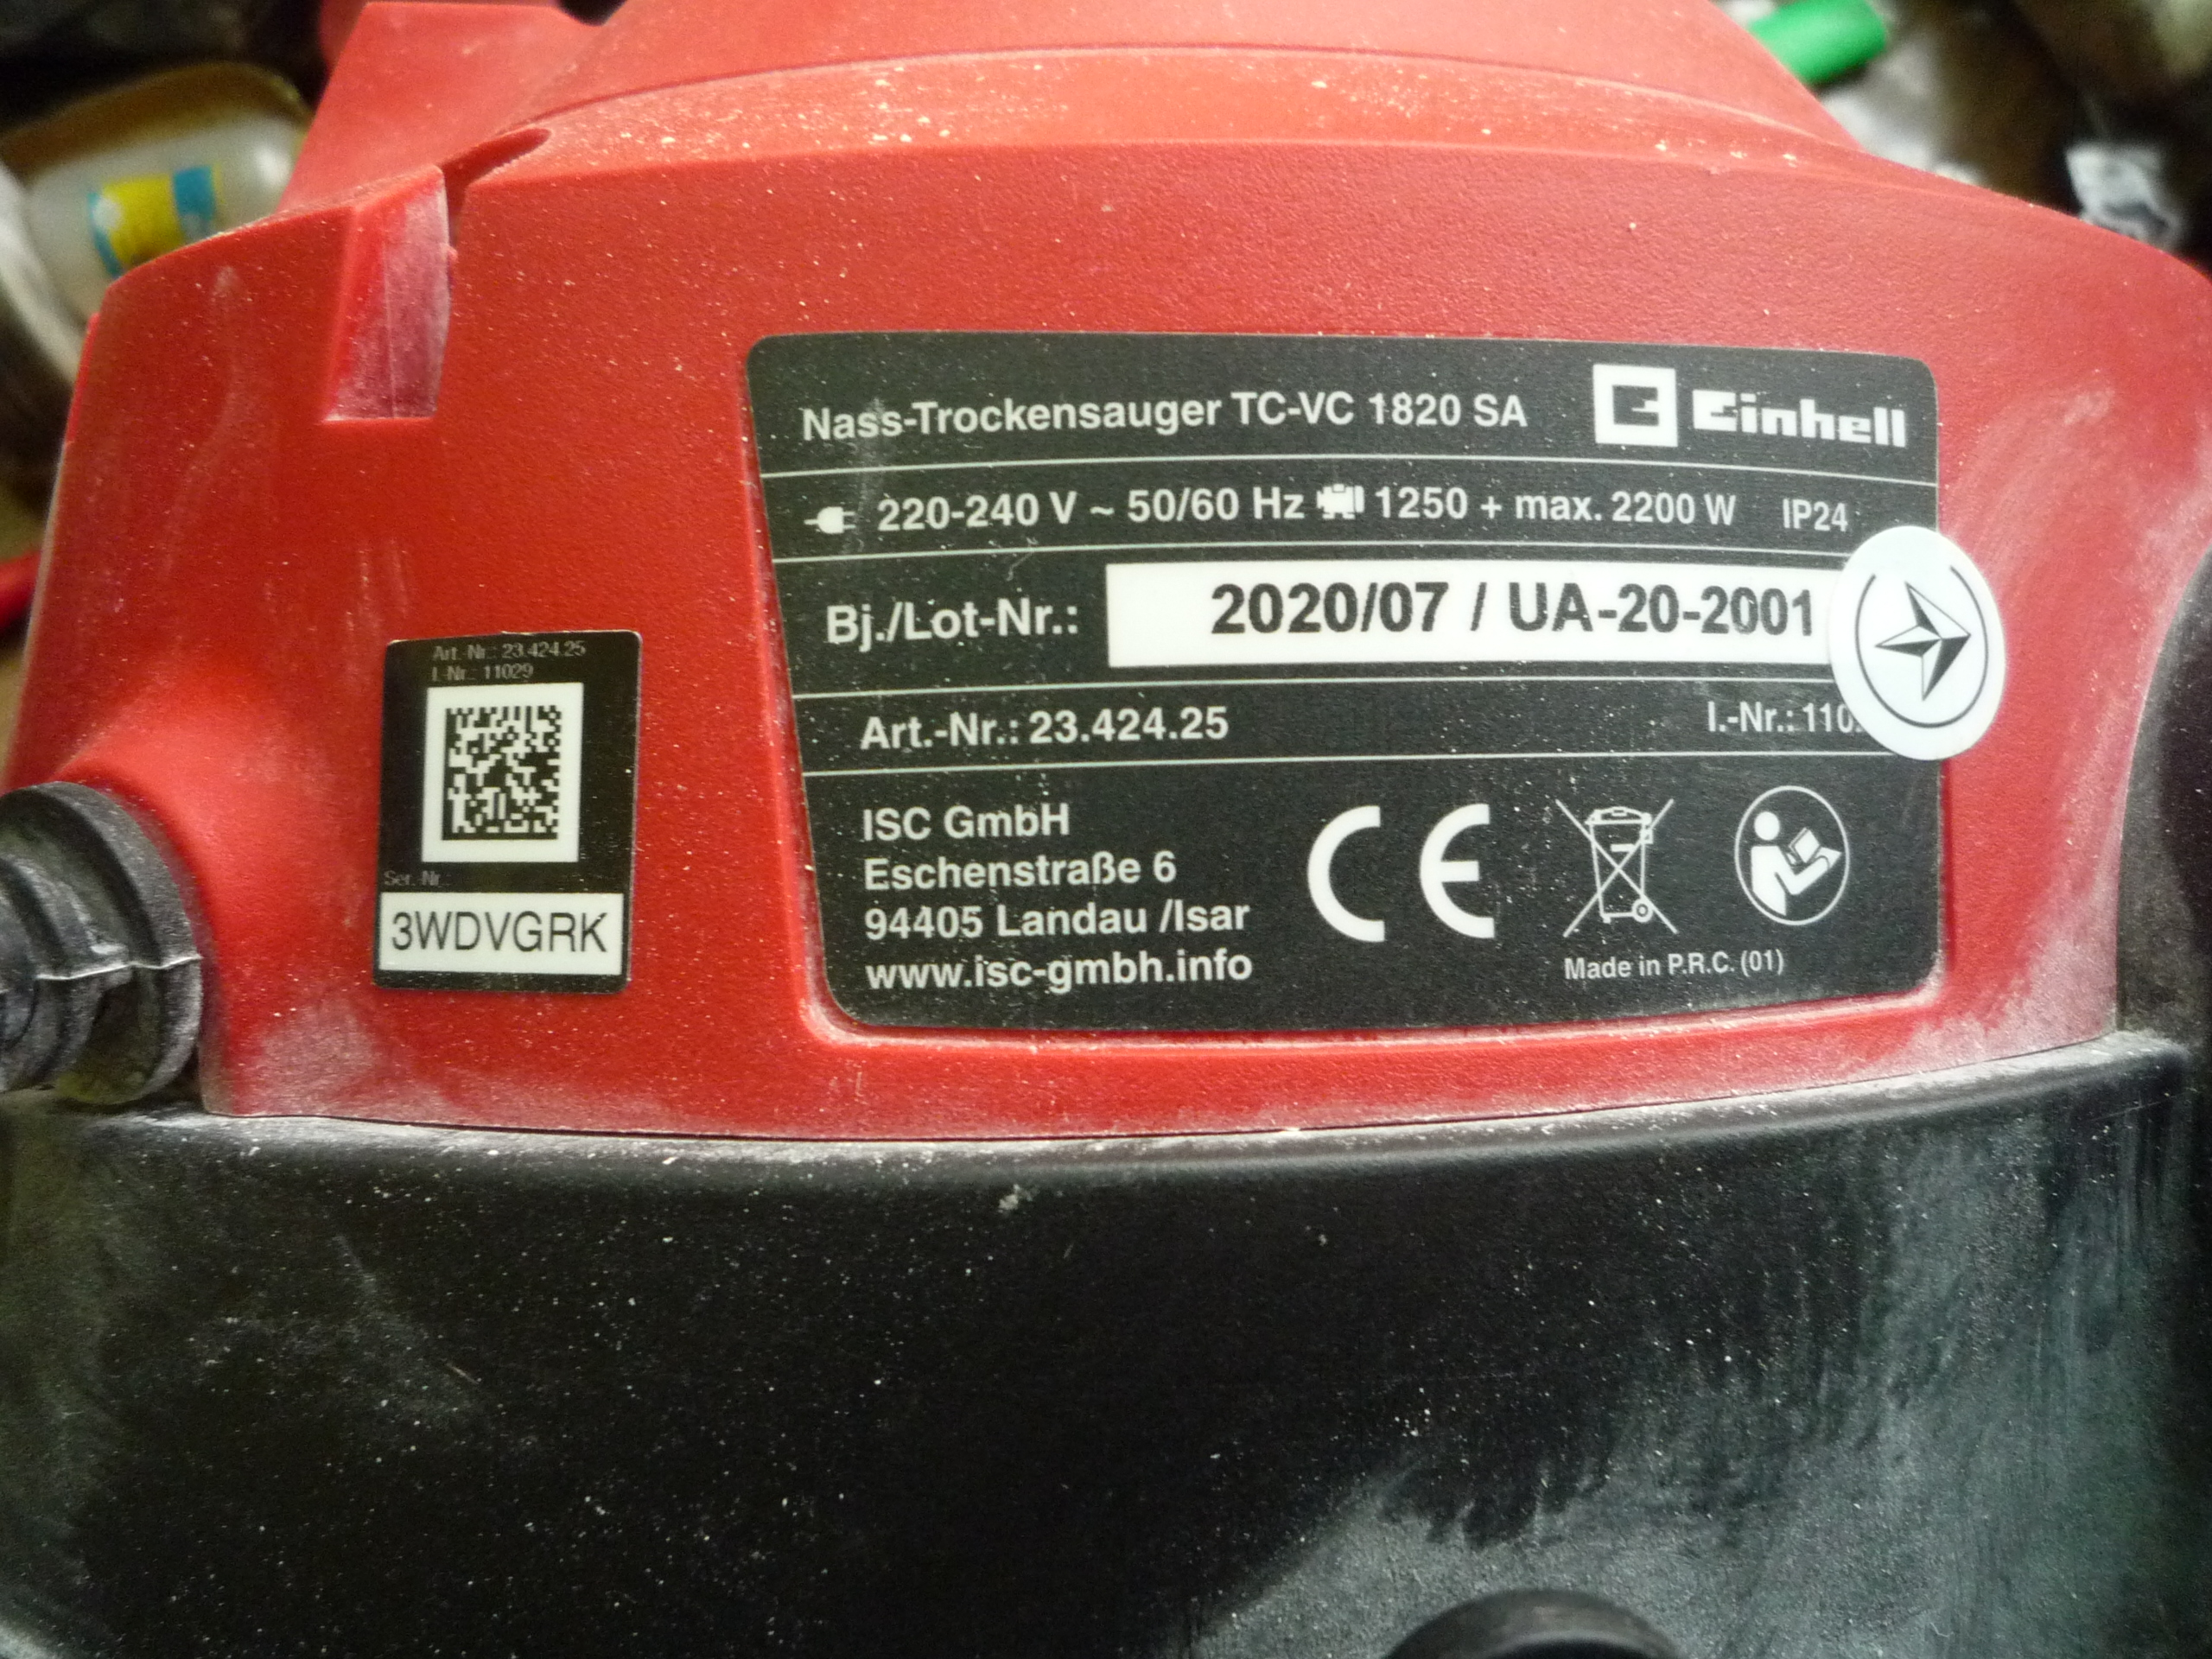 Nass-Trockensauger TC-VC 1820 SA
Einhell
220-240 V ~ 50/60 Hz 1250 + max. 2200 W IP24
Bj./Lot-Nr.: 2020/07 / UA-20-2001
Art.-Nr.: 23.424.25 I.-Nr.: 110
ISC GmbH
Eschenstraße 6
94405 Landau /Isar
www.isc-gmbh.info
CE
Made in P.R.C. (01)
Art.-Nr.: 23.424.25
I.-Nr.: 11029
Ser.-Nr.
3WDVGRK